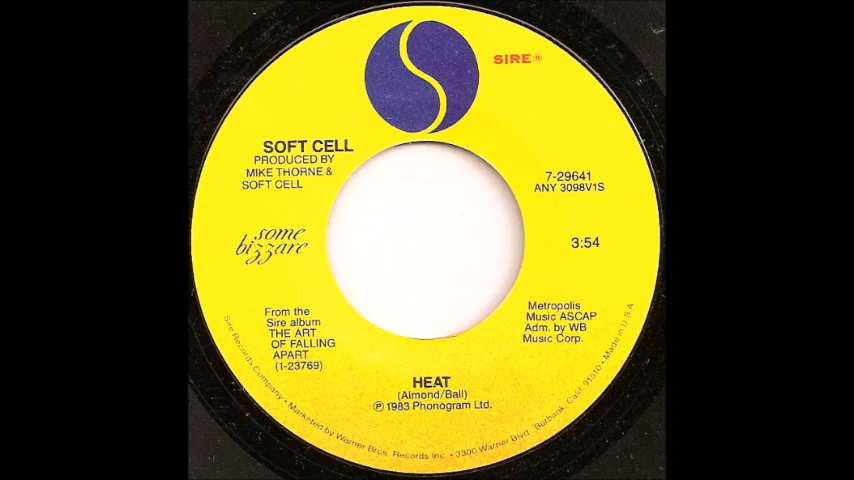 SIRE®
SOFT CELL
PRODUCED BY
MIKE THORNE &
SOFT CELL
7-29641
ANY 3098V1S
some
bizzare
3:54
From the
Sire album
THE ART
OF FALLING
APART
(1-23769)
Metropolis
Music ASCAP
Adm. by WB
Music Corp.
HEAT
(Almond/Ball)
℗ 1983 Phonogram Ltd.
Sire Records Company • Marketed by Warner Bros. Records Inc. • 3300 Warner Blvd. Burbank, Calif. 91510 • Made in U.S.A